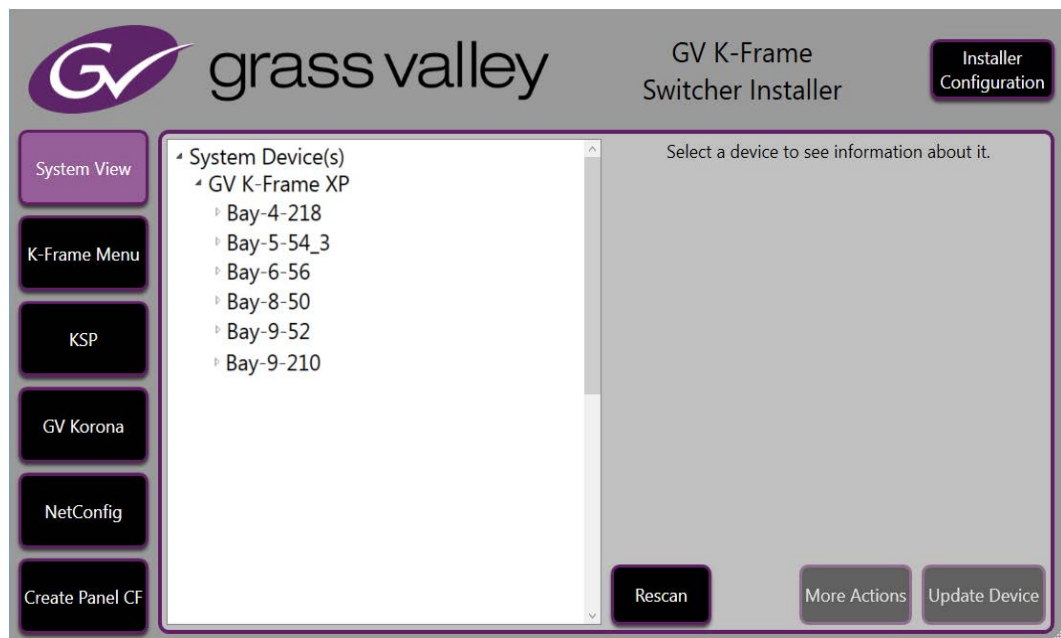 GV grass valley
GV K-Frame
Switcher Installer
Installer
Configuration
System View
K-Frame Menu
KSP
GV Korona
NetConfig
Create Panel CF
System Device(s)
GV K-Frame XP
Bay-4-218
Bay-5-54_3
Bay-6-56
Bay-8-50
Bay-9-52
Bay-9-210
Select a device to see information about it.
Rescan
More Actions
Update Device